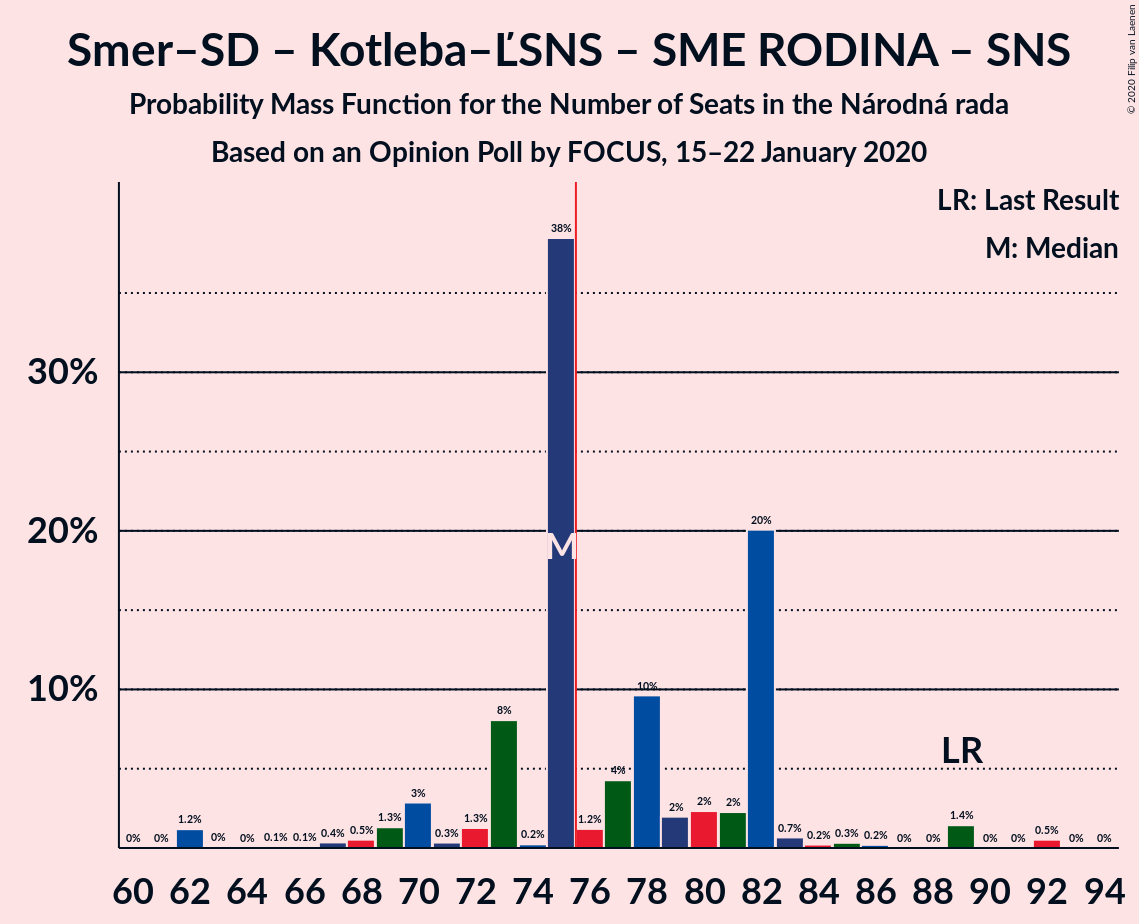 Smer–SD – Kotleba–ĽSNS – SME RODINA – SNS
Probability Mass Function for the Number of Seats in the Národná rada
Based on an Opinion Poll by FOCUS, 15–22 January 2020
© 2020 Filip van Laenen
LR: Last Result
M: Median
38%
30%
20%
20%
M
10%
10%
8%
LR
4%
3%
2% 2% 2%
1.2% 1.3% 1.3% 1.2% 1.4%
0% 0% 0% 0% 0.1% 0.1% 0.4% 0.5% 0.3% 0.2% 0.7% 0.2% 0.3% 0.2% 0% 0% 0% 0% 0.5% 0% 0%
60 62 64 66 68 70 72 74 76 78 80 82 84 86 88 90 92 94